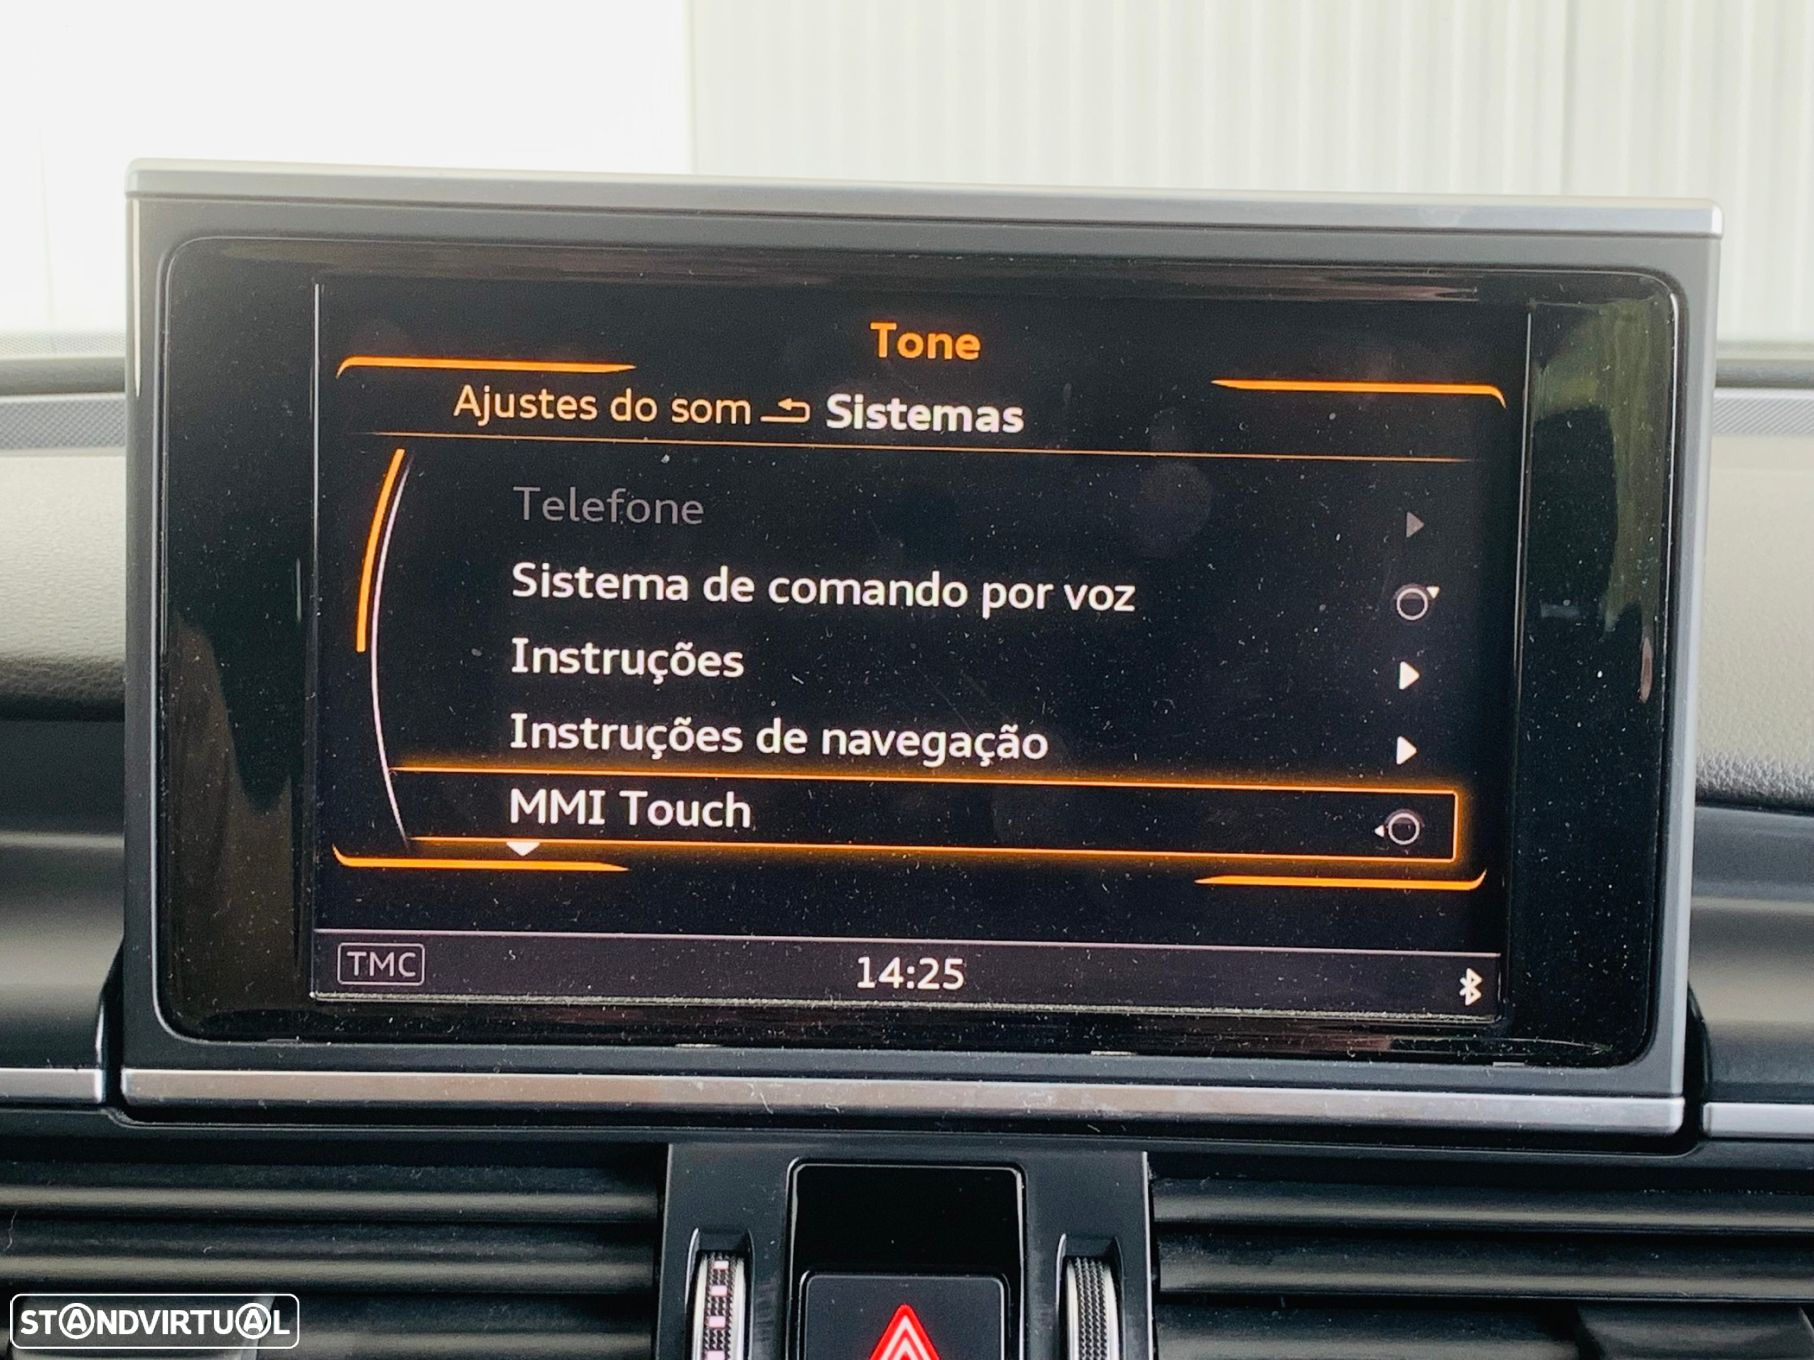 Tone
Ajustes do som Sistemas
Telefone
Sistema de comando por voz
Instruções
Instruções de navegação
MMI Touch
TMC 14:25
STANDVIRTUAL